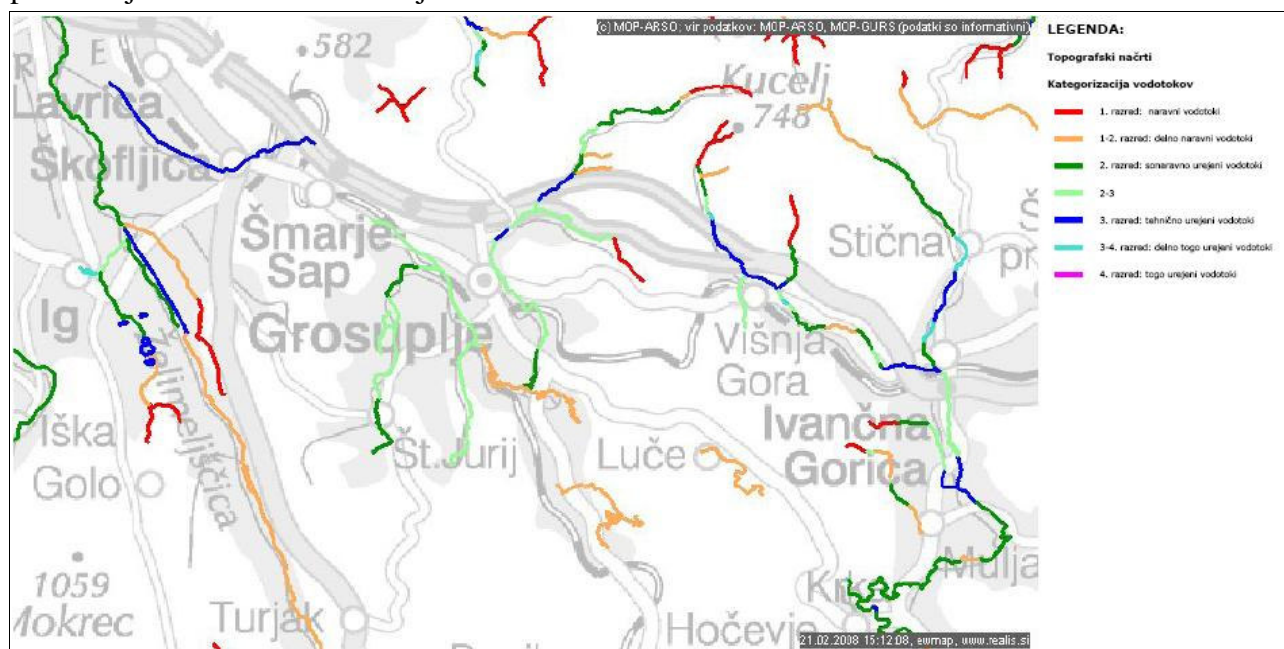 (c) MOP-ARSO; vir podatkov: MOP-ARSO, MOP-GURS (podatki so informativni)
LEGENDA:
Topografski načrti
Kategorizacija vodotokov
1. razred: naravni vodotoki
1-2. razred: delno naravni vodotoki
2. razred: sonaravno urejeni vodotoki
2-3
3. razred: tehnično urejeni vodotoki
3-4. razred: delno togo urejeni vodotoki
4. razred: togo urejeni vodotoki
582
R E
Lavrica
Kucelj
748
Škofljica
Šmarje-
Sap
Stična
Ig
Grosuplje
Višnja
Gora
Želimeljščica
Iška
Ivančna
Gorica
Št.Jurij
Luče
Golo
1059
Mokrec
Muljа
Turjak
Krka
Hočevje
21.02.2008 15:12:08, ewmap, www.realis.si